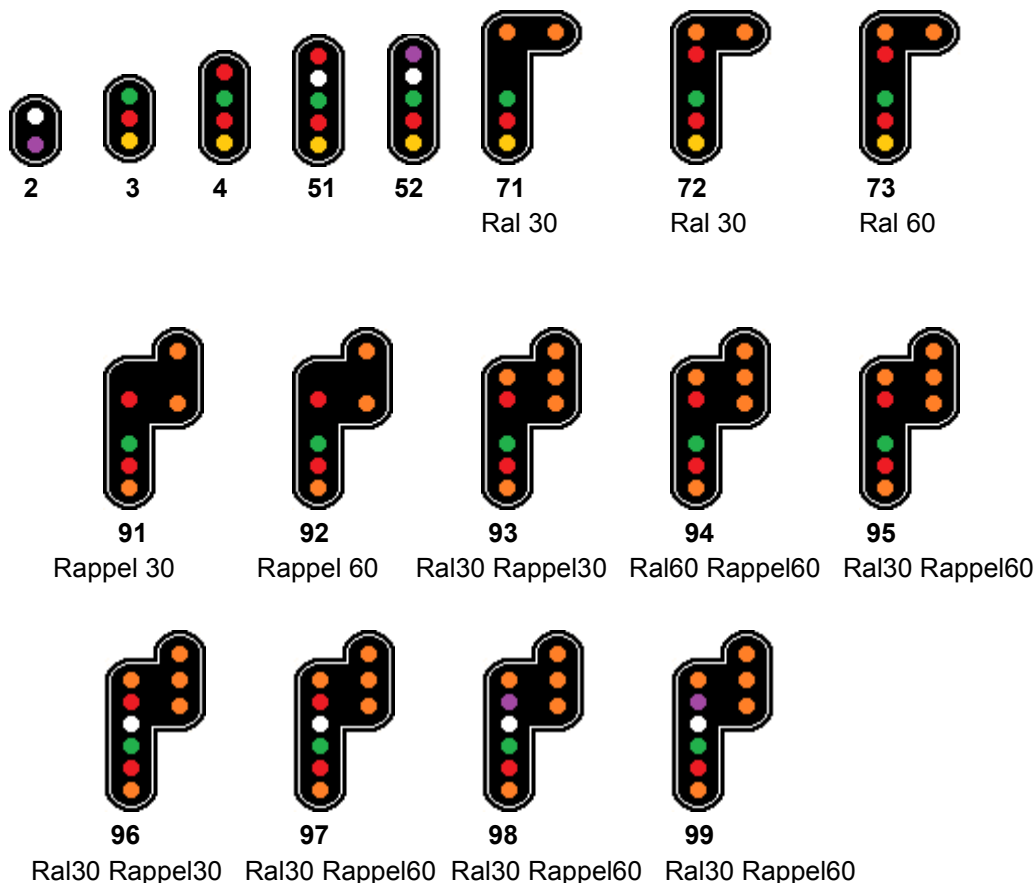 2 3 4 51 52 71 72 73
Ral 30 Ral 30 Ral 60
91 92 93 94 95
Rappel 30 Rappel 60 Ral30 Rappel30 Ral60 Rappel60 Ral30 Rappel60
96 97 98 99
Ral30 Rappel30 Ral30 Rappel60 Ral30 Rappel60 Ral30 Rappel60